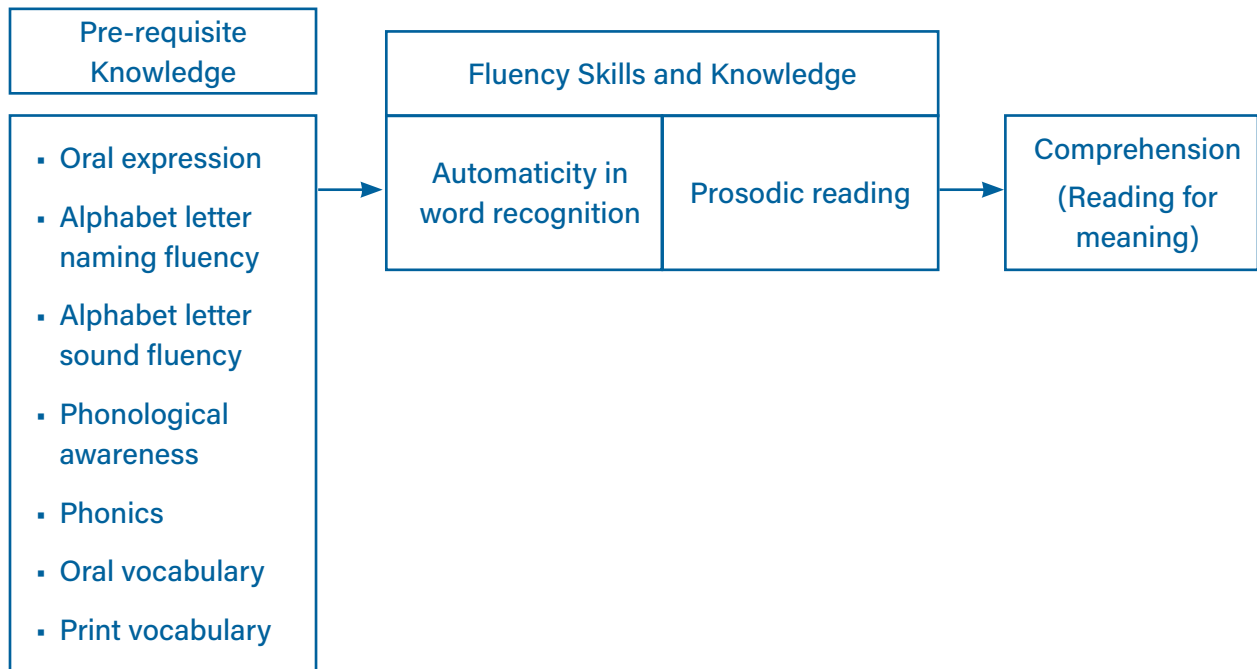 Pre-requisite
Knowledge
▪ Oral expression
▪ Alphabet letter
naming fluency
▪ Alphabet letter
sound fluency
▪ Phonological
awareness
▪ Phonics
▪ Oral vocabulary
▪ Print vocabulary
Fluency Skills and Knowledge
Automaticity in
word recognition
Prosodic reading
Comprehension
(Reading for
meaning)